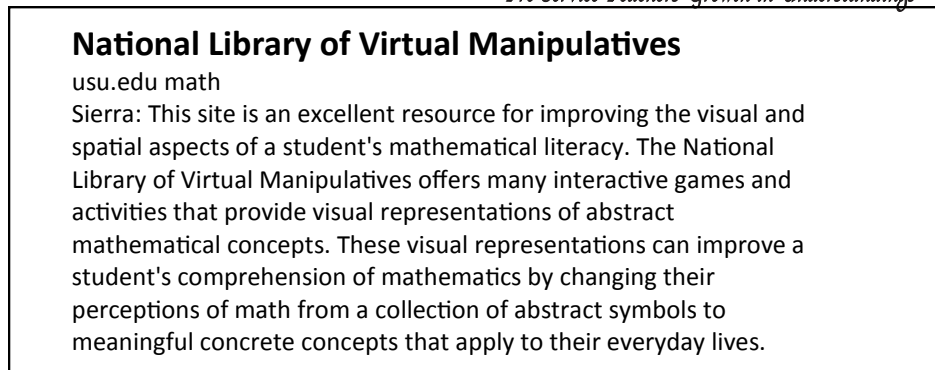 National Library of Virtual Manipulatives
usu.edu math
Sierra: This site is an excellent resource for improving the visual and
spatial aspects of a student's mathematical literacy. The National
Library of Virtual Manipulatives offers many interactive games and
activities that provide visual representations of abstract
mathematical concepts. These visual representations can improve a
student's comprehension of mathematics by changing their
perceptions of math from a collection of abstract symbols to
meaningful concrete concepts that apply to their everyday lives.